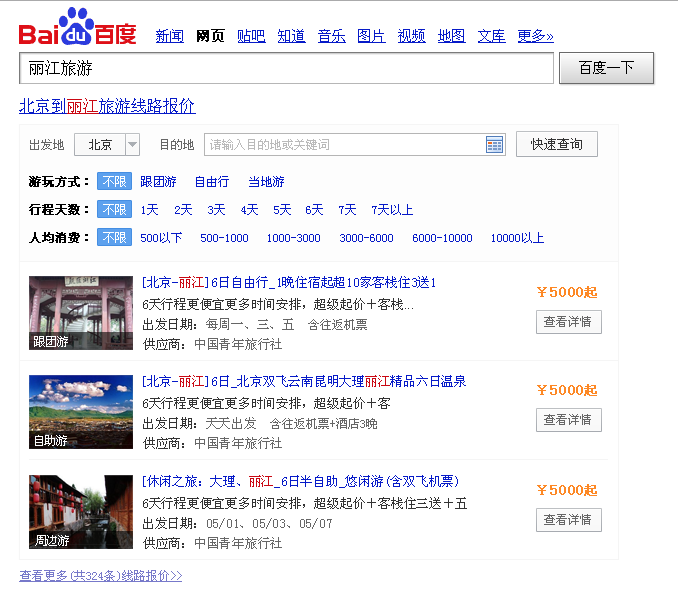 Bai du 百度 新闻 网页 贴吧 知道 音乐 图片 视频 地图 文库 更多»
丽江旅游 百度一下
北京到丽江旅游线路报价
出发地 北京 目的地 请输入目的地或关键词 快速查询
游玩方式： 不限 跟团游 自由行 当地游
行程天数： 不限 1天 2天 3天 4天 5天 6天 7天 7天以上
人均消费： 不限 500以下 500-1000 1000-3000 3000-6000 6000-10000 10000以上
[北京-丽江]6日自由行_1晚住宿起超10家客栈住3送1
6天行程更便宜更多时间安排，超级起价＋客栈...
¥5000起
出发日期：每周一、三、五 含往返机票
查看详情
供应商：中国青年旅行社
跟团游
[北京-丽江]6日_北京双飞云南昆明大理丽江精品六日温泉
6天行程更便宜更多时间安排，超级起价＋客
¥5000起
出发日期：天天出发 含往返机票+酒店3晚
查看详情
供应商：中国青年旅行社
自助游
[休闲之旅：大理、丽江_6日半自助_悠闲游(含双飞机票)
6天行程更便宜更多时间安排，超级起价＋客栈住三送＋五
¥5000起
出发日期：05/01、05/03、05/07
查看详情
供应商：中国青年旅行社
周边游
查看更多(共324条)线路报价>>